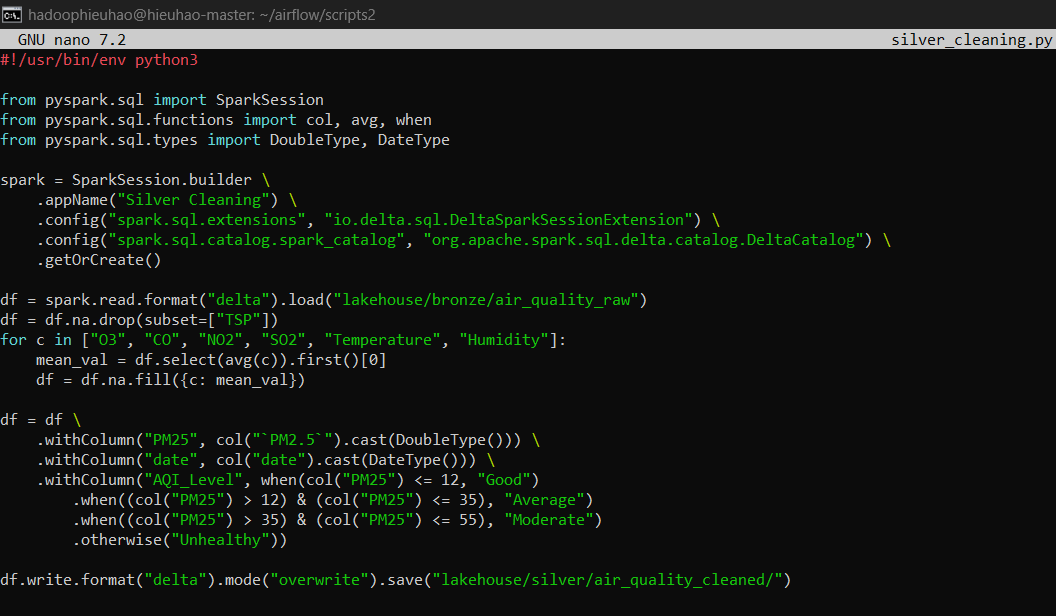 hadoophieuhao@hieuhao-master: ~/airflow/scripts2
GNU nano 7.2 silver_cleaning.py
#!/usr/bin/env python3
from pyspark.sql import SparkSession
from pyspark.sql.functions import col, avg, when
from pyspark.sql.types import DoubleType, DateType
spark = SparkSession.builder \
    .appName("Silver Cleaning") \
    .config("spark.sql.extensions", "io.delta.sql.DeltaSparkSessionExtension") \
    .config("spark.sql.catalog.spark_catalog", "org.apache.spark.sql.delta.catalog.DeltaCatalog") \
    .getOrCreate()
df = spark.read.format("delta").load("lakehouse/bronze/air_quality_raw")
df = df.na.drop(subset=["TSP"])
for c in ["O3", "CO", "NO2", "SO2", "Temperature", "Humidity"]:
    mean_val = df.select(avg(c)).first()[0]
    df = df.na.fill({c: mean_val})
df = df \
    .withColumn("PM25", col("`PM2.5`").cast(DoubleType())) \
    .withColumn("date", col("date").cast(DateType())) \
    .withColumn("AQI_Level", when(col("PM25") <= 12, "Good")
        .when((col("PM25") > 12) & (col("PM25") <= 35), "Average")
        .when((col("PM25") > 35) & (col("PM25") <= 55), "Moderate")
        .otherwise("Unhealthy"))
df.write.format("delta").mode("overwrite").save("lakehouse/silver/air_quality_cleaned/")